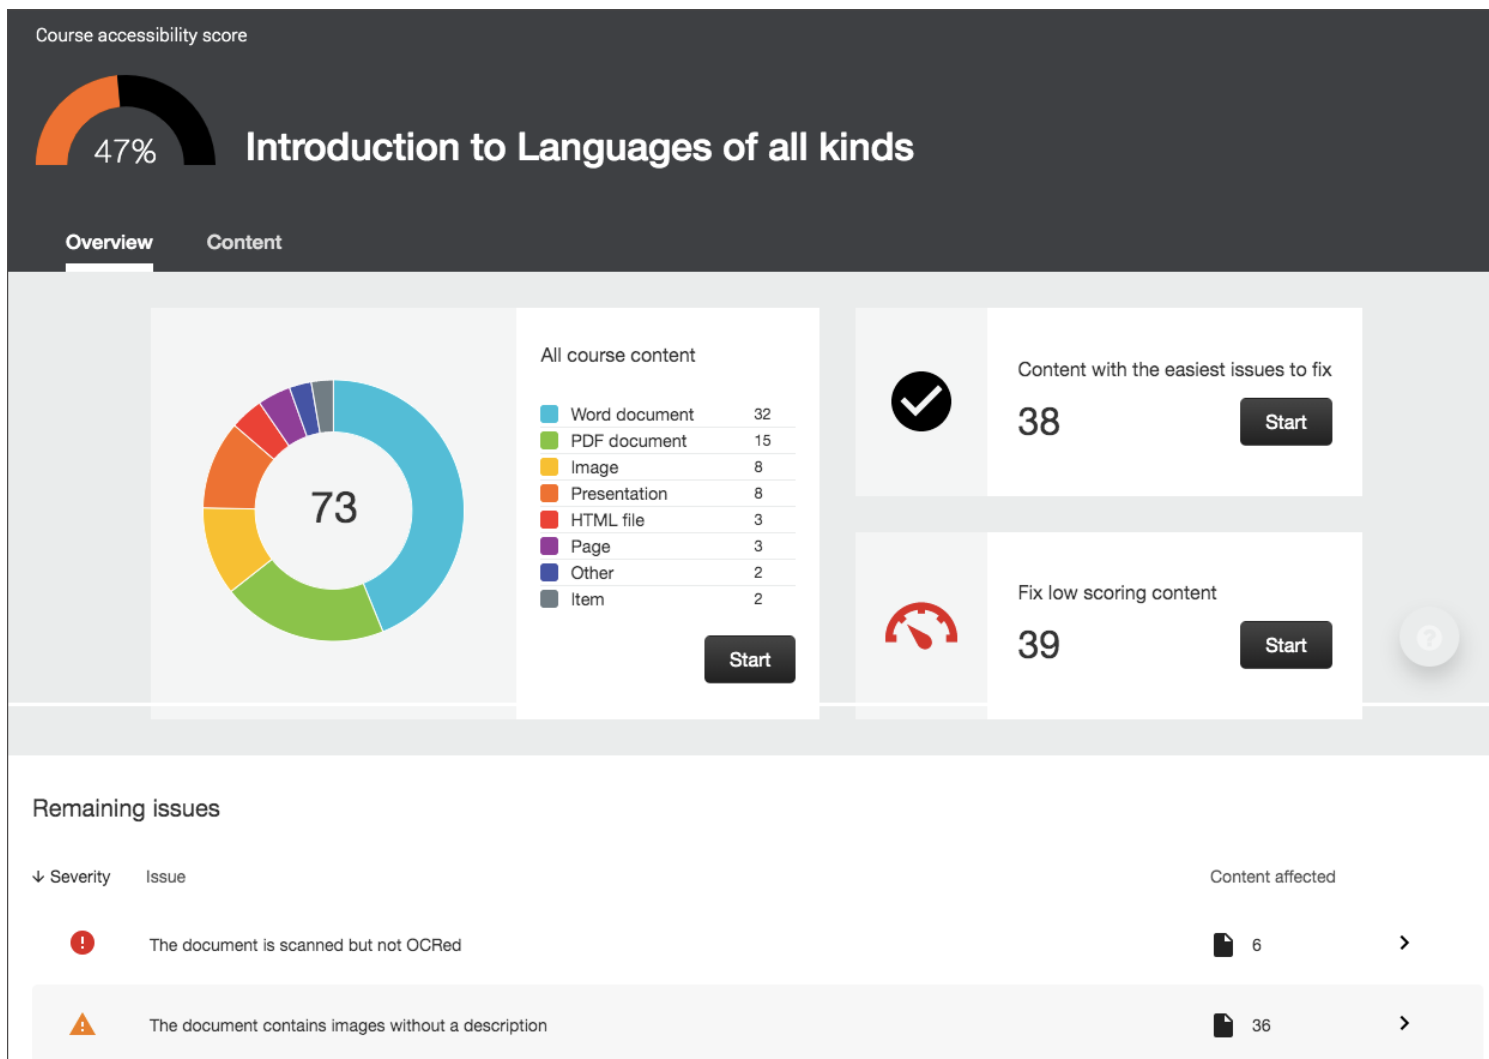 Course accessibility score
47%
Introduction to Languages of all kinds
Overview Content
73
All course content
Word document 32
PDF document 15
Image 8
Presentation 8
HTML file 3
Page 3
Other 2
Item 2
Start
Content with the easiest issues to fix
38 Start
Fix low scoring content
39 Start
?
Remaining issues
↓ Severity Issue Content affected
The document is scanned but not OCRed 6
The document contains images without a description 36